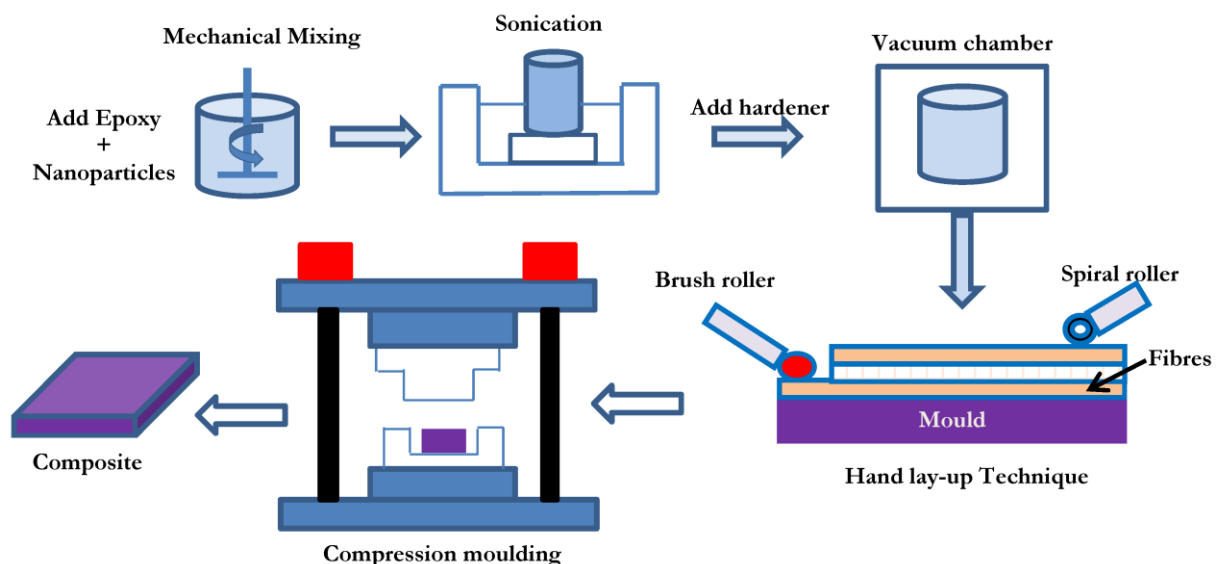 Mechanical Mixing
Sonication
Vacuum chamber
Add Epoxy
+
Nanoparticles
Add hardener
Brush roller
Spiral roller
Fibres
Mould
Hand lay-up Technique
Composite
Compression moulding